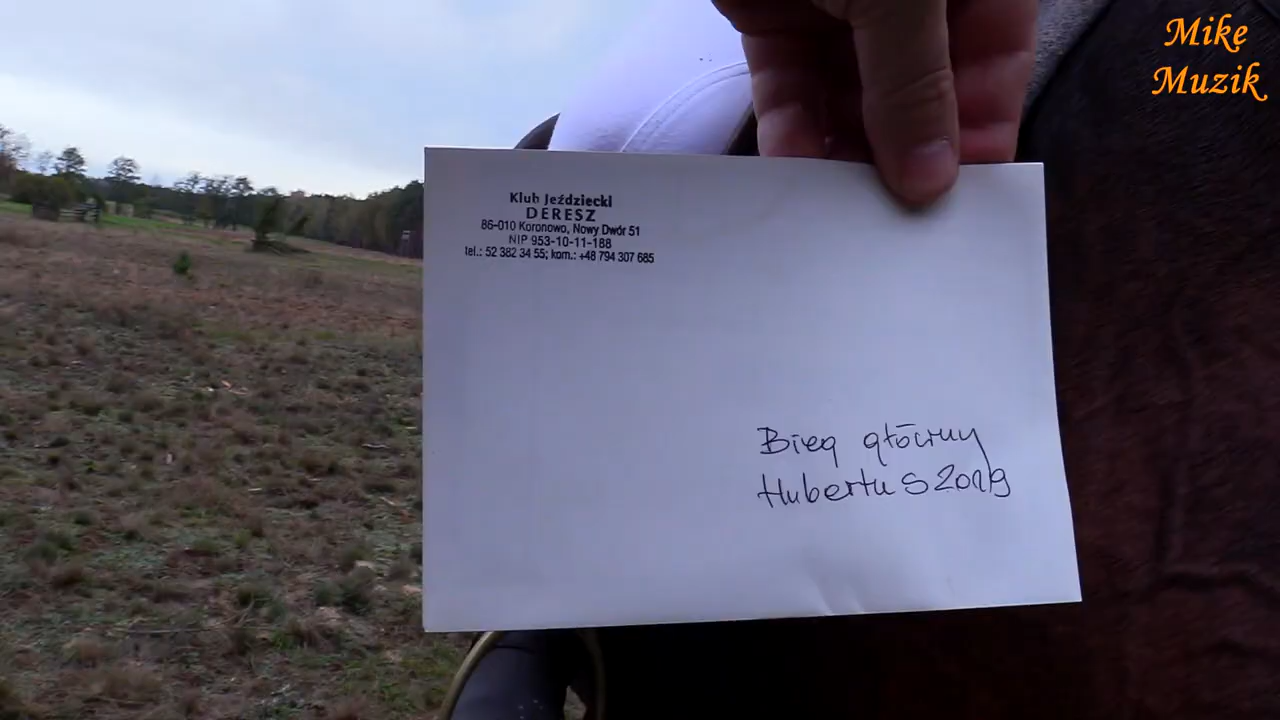 Mike
Muzik
Klub Jeździecki
DERESZ
86-010 Koronowo, Nowy Dwór 51
NIP 953-10-11-188
tel.: 52 382 34 55; kom.: +48 794 307 685
Bieg główny
Hubertus 2019